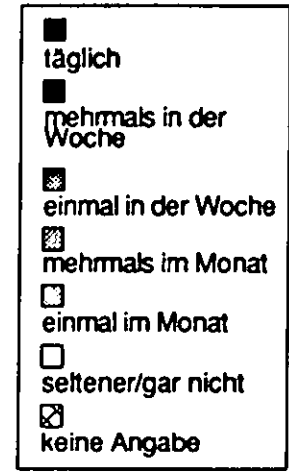 täglich
mehrmals in der
Woche
einmal in der Woche
mehrmals im Monat
einmal im Monat
seltener/gar nicht
keine Angabe